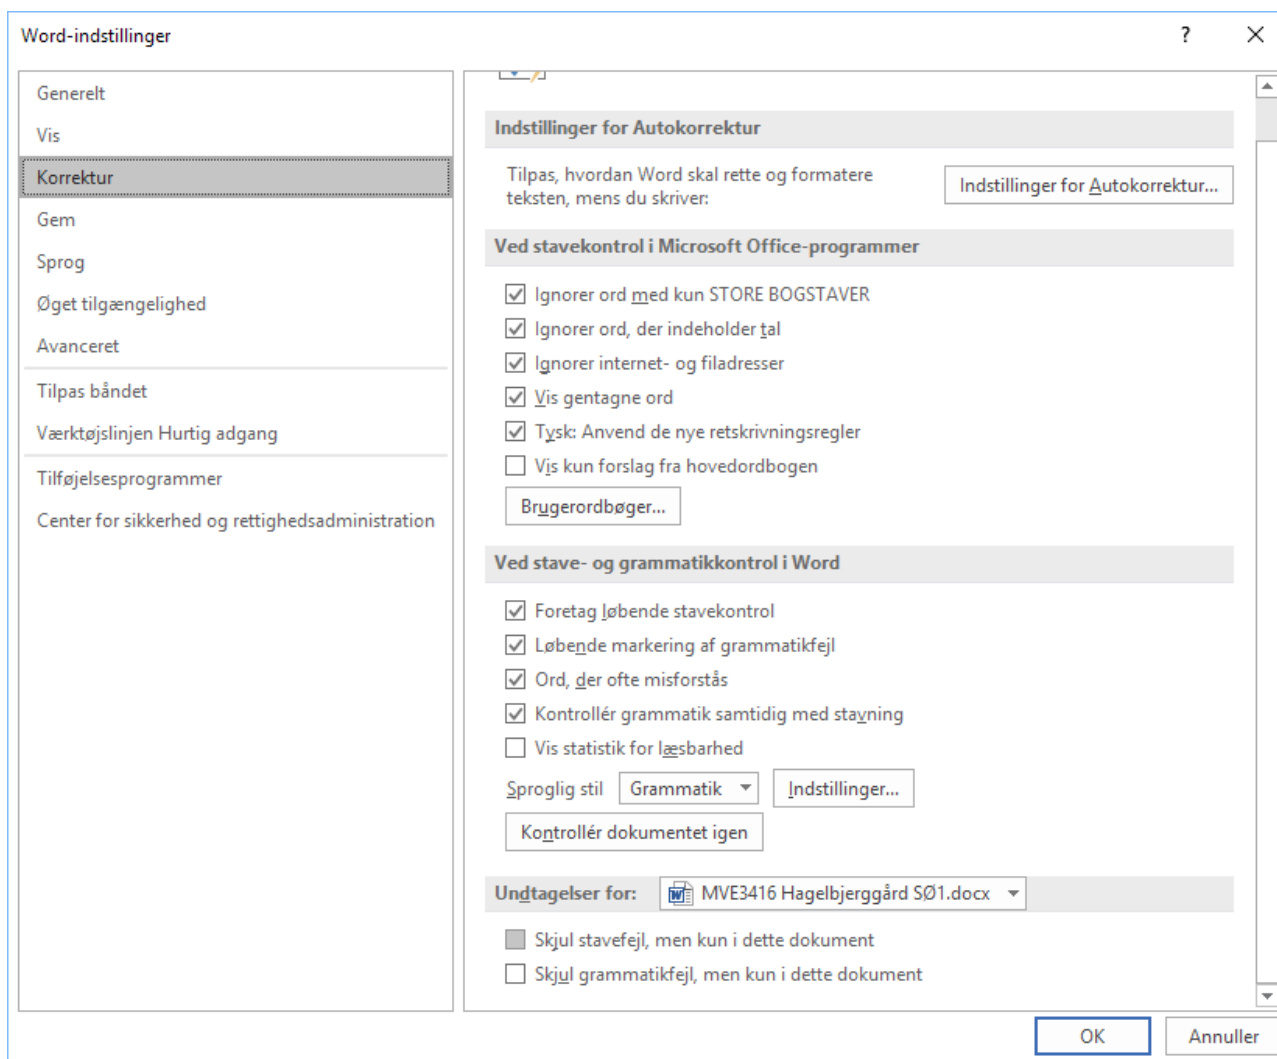 Word-indstillinger
?
Generelt
Vis
Korrektur
Gem
Sprog
Øget tilgængelighed
Avanceret
Tilpas båndet
Værktøjslinjen Hurtig adgang
Tilføjelsesprogrammer
Center for sikkerhed og rettighedsadministration
Indstillinger for Autokorrektur
Tilpas, hvordan Word skal rette og formatere
teksten, mens du skriver:
Indstillinger for Autokorrektur...
Ved stavekontrol i Microsoft Office-programmer
Ignorer ord med kun STORE BOGSTAVER
Ignorer ord, der indeholder tal
Ignorer internet- og filadresser
Vis gentagne ord
Tysk: Anvend de nye retskrivningsregler
Vis kun forslag fra hovedordbogen
Brugerordbøger...
Ved stave- og grammatikkontrol i Word
Foretag løbende stavekontrol
Løbende markering af grammatikfejl
Ord, der ofte misforstås
Kontrollér grammatik samtidig med stavning
Vis statistik for læsbarhed
Sproglig stil Grammatik Indstillinger...
Kontrollér dokumentet igen
Undtagelser for: MVE3416 Hagelbjerggård SØ1.docx
Skjul stavefejl, men kun i dette dokument
Skjul grammatikfejl, men kun i dette dokument
OK Annuller